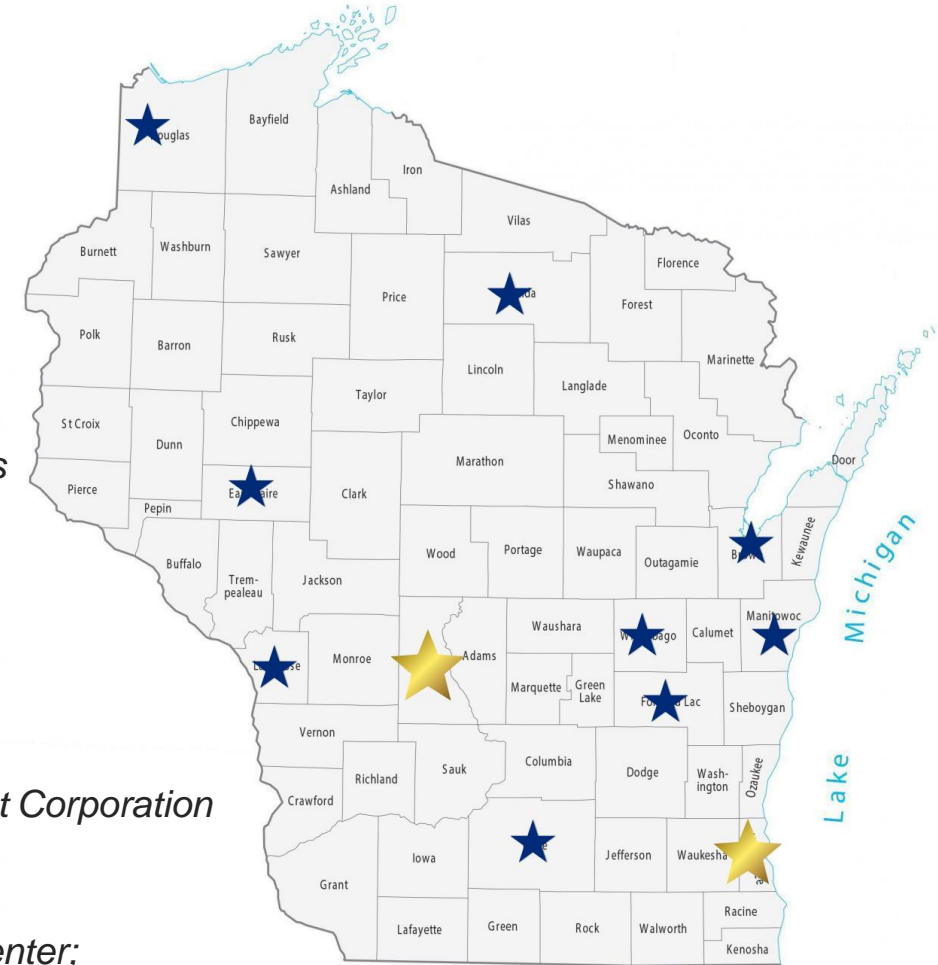 Bayfield
Iron
Ashland
Vilas
Burnett
Washburn
Sawyer
Florence
Price
Forest
Polk
Barron
Rusk
Marinette
Lincoln
Langlade
Taylor
St Croix
Chippewa
Oconto
Dunn
Menominee
Marathon
Door
s
Shawano
Pierce
Clark
Pepin
Kewaunee
Wood
Portage
Waupaca
Outagamie
Buffalo
Trem-
pealeau
Jackson
Michigan
Manitowoc
Waushara
Calumet
Monroe
Adams
Marquette
Green
Lake
Sheboygan
Vernon
Columbia
Sauk
Dodge
Wash-
ington
Ozaukee
Richland
Lake
Crawford
t Corporation
Iowa
Jefferson
Waukesha
Grant
Racine
Lafayette
Green
Rock
Walworth
Kenosha
enter;